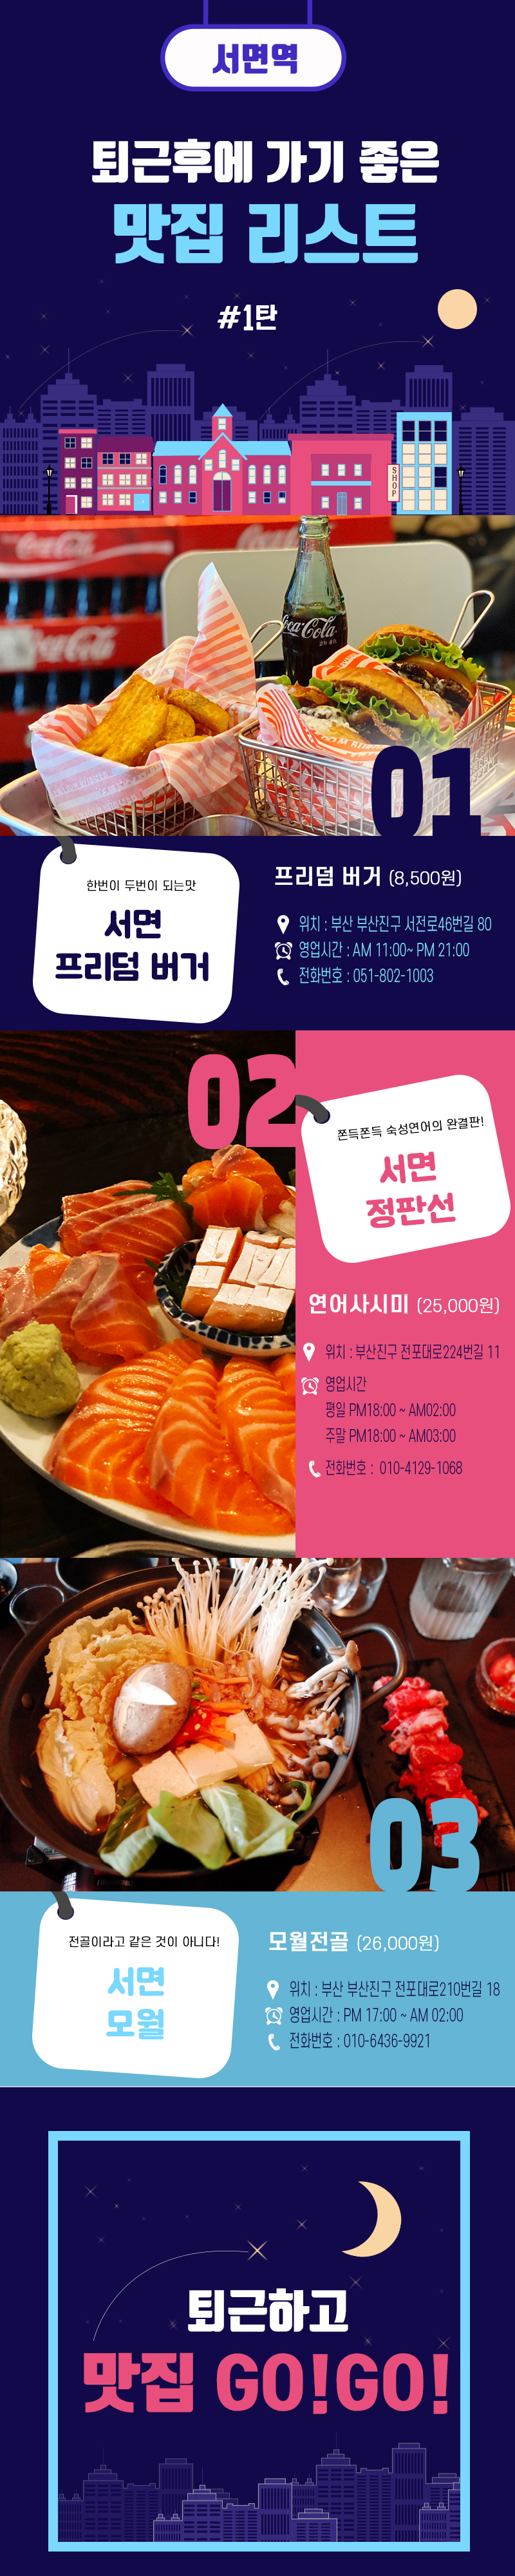 서면역
퇴근후에 가기 좋은
맛집 리스트
#1탄
SHOP
Coca-Cola
01
한번이 두번이 되는맛
서면
프리덤 버거
프리덤 버거 (8,500원)
위치 : 부산 부산진구 서전로46번길 80
영업시간 : AM 11:00~ PM 21:00
전화번호 : 051-802-1003
02
쫀득쫀득 숙성연어의 완결판!
서면
정판선
연어사시미 (25,000원)
위치 : 부산진구 전포대로224번길 11
영업시간
평일 PM18:00 ~ AM02:00
주말 PM18:00 ~ AM03:00
전화번호 : 010-4129-1068
03
전골이라고 같은 것이 아니다!
서면
모월
모월전골 (26,000원)
위치 : 부산 부산진구 전포대로210번길 18
영업시간 : PM 17:00 ~ AM 02:00
전화번호 : 010-6436-9921
퇴근하고
맛집 GO!GO!